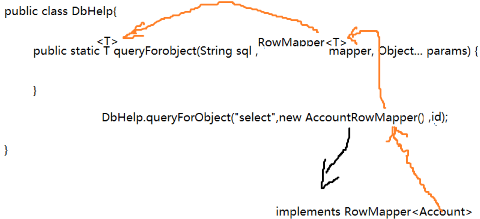 public class DbHelp{
<T>
public static T queryForobject(String sql , RowMapper<T> mapper, Object... params) {
}
DbHelp.queryForObject("select",new AccountRowMapper() ,id);
}
implements RowMapper<Account>